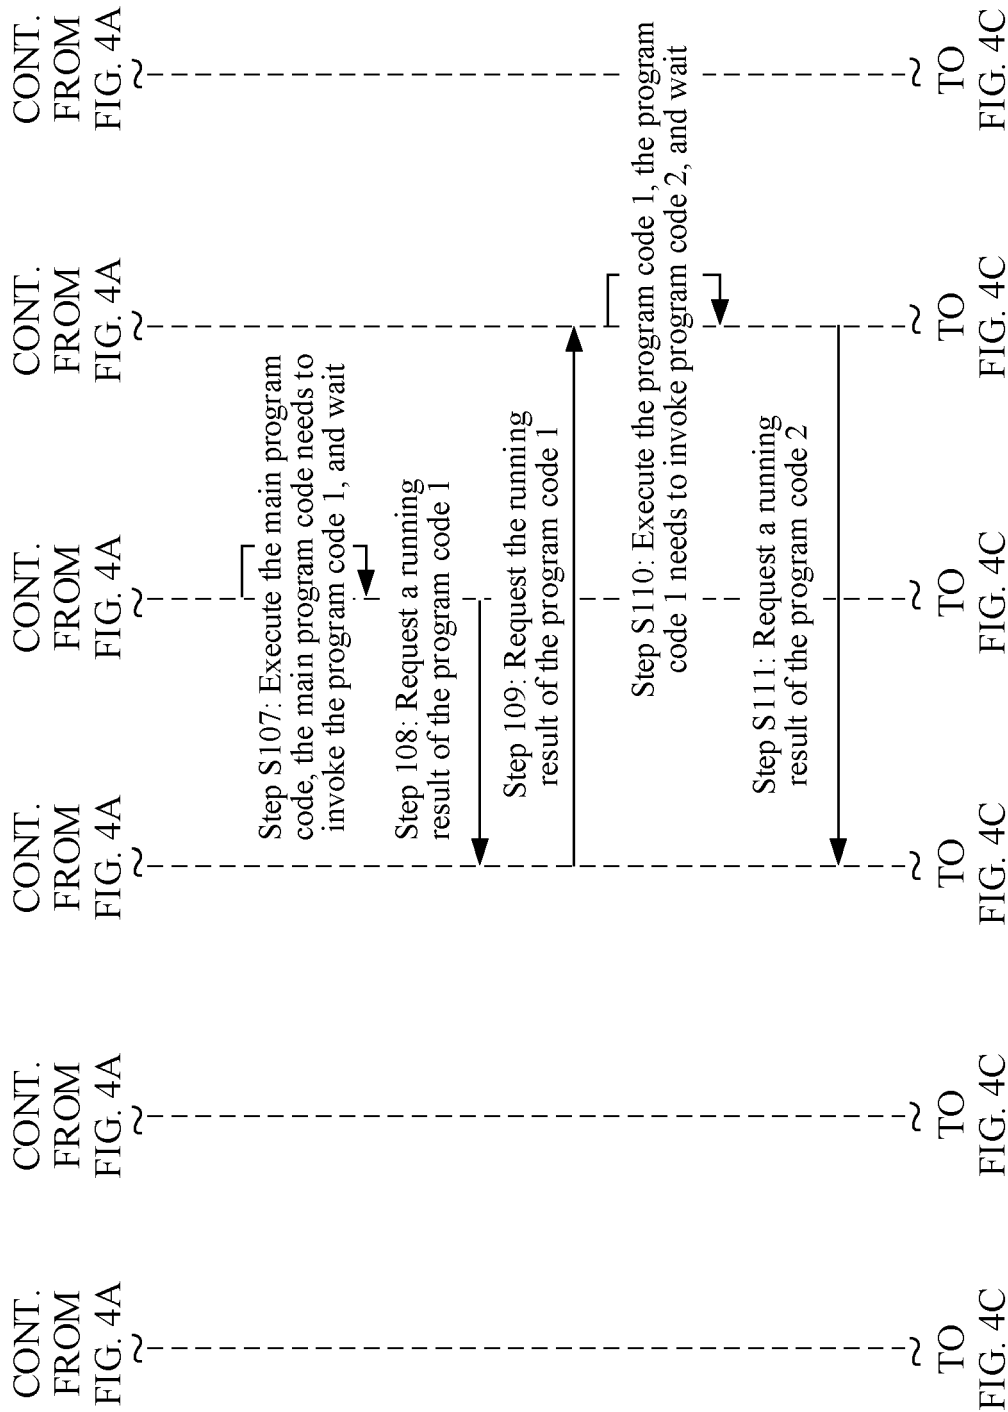 CONT.
FROM
FIG. 4A
CONT.
FROM
FIG. 4A
CONT.
FROM
FIG. 4A
CONT.
FROM
FIG. 4A
CONT.
FROM
FIG. 4A
CONT.
FROM
FIG. 4A
Step S107: Execute the main program
code, the main program code needs to
invoke the program code 1, and wait
Step 108: Request a running
result of the program code 1
Step 109: Request the running
result of the program code 1
Step S110: Execute the program code 1, the program
code 1 needs to invoke program code 2, and wait
Step S111: Request a running
result of the program code 2
TO
FIG. 4C
TO
FIG. 4C
TO
FIG. 4C
TO
FIG. 4C
TO
FIG. 4C
TO
FIG. 4C